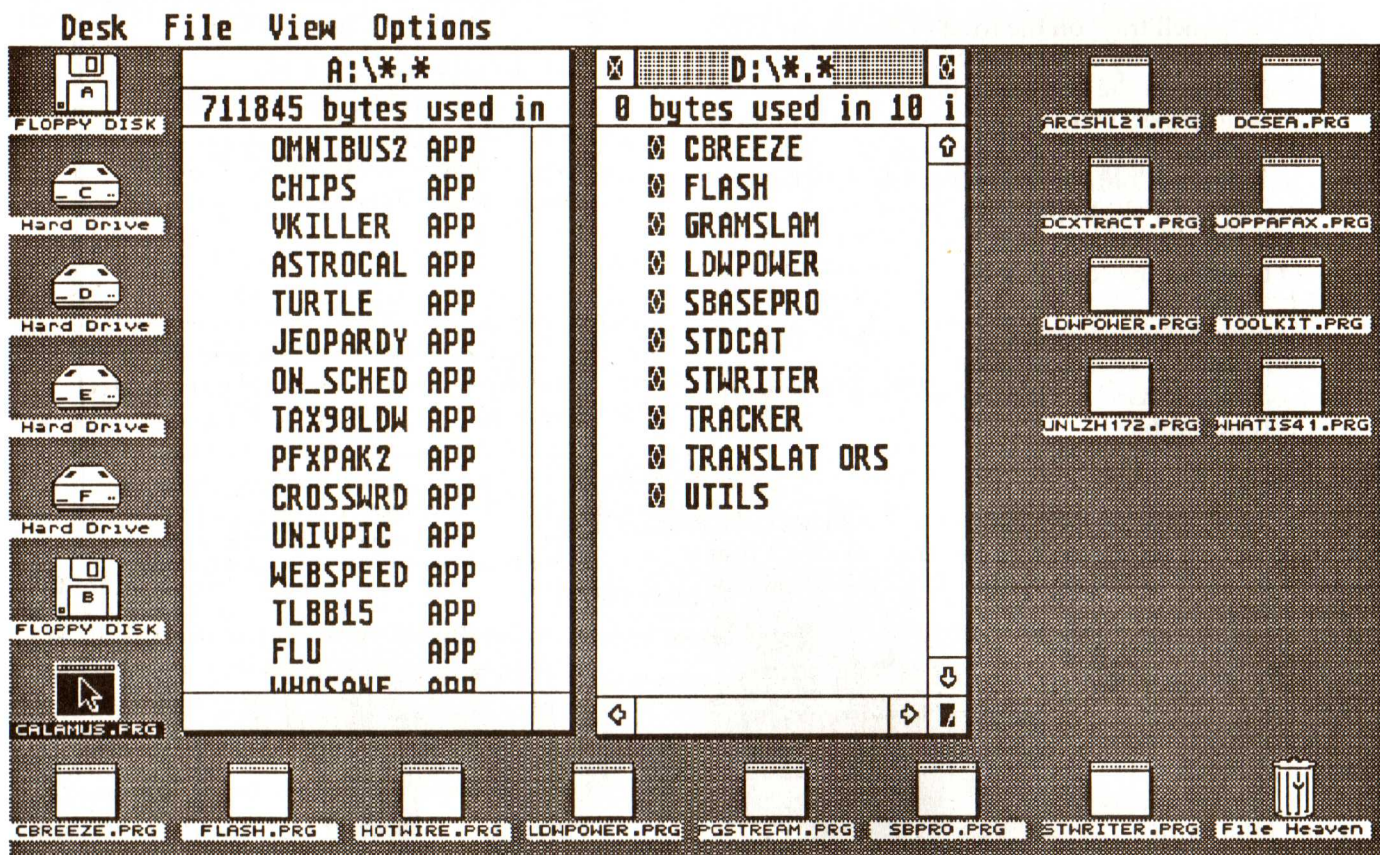 Desk File View Options
A:\*.*
711845 bytes used in
OMNIBUS2 APP
CHIPS APP
VKILLER APP
ASTROCAL APP
TURTLE APP
JEOPARDY APP
ON_SCHED APP
TAX90LDW APP
PFXPAK2 APP
CROSSWRD APP
UNIVPIC APP
WEBSPEED APP
TLBB15 APP
FLU APP
D:\*.*
0 bytes used in 10 i
CBREEZE
FLASH
GRAMSLAM
LDWPOWER
SBASEPRO
STDCAT
STWRITER
TRACKER
TRANSLAT ORS
UTILS
A
FLOPPY DISK
C
Hard Drive
D
Hard Drive
E
Hard Drive
F
Hard Drive
B
FLOPPY DISK
CALAMUS.PRG
ARCSHL21.PRG
DCSEA.PRG
DCXTRACT.PRG
JOPPAFAX.PRG
LDWPOWER.PRG
TOOLKIT.PRG
UNLZH172.PRG
WHATIS41.PRG
CBREEZE.PRG
FLASH.PRG
HOTWIRE.PRG
LDWPOWER.PRG
PGSTREAM.PRG
SBPRO.PRG
STWRITER.PRG
File Heaven